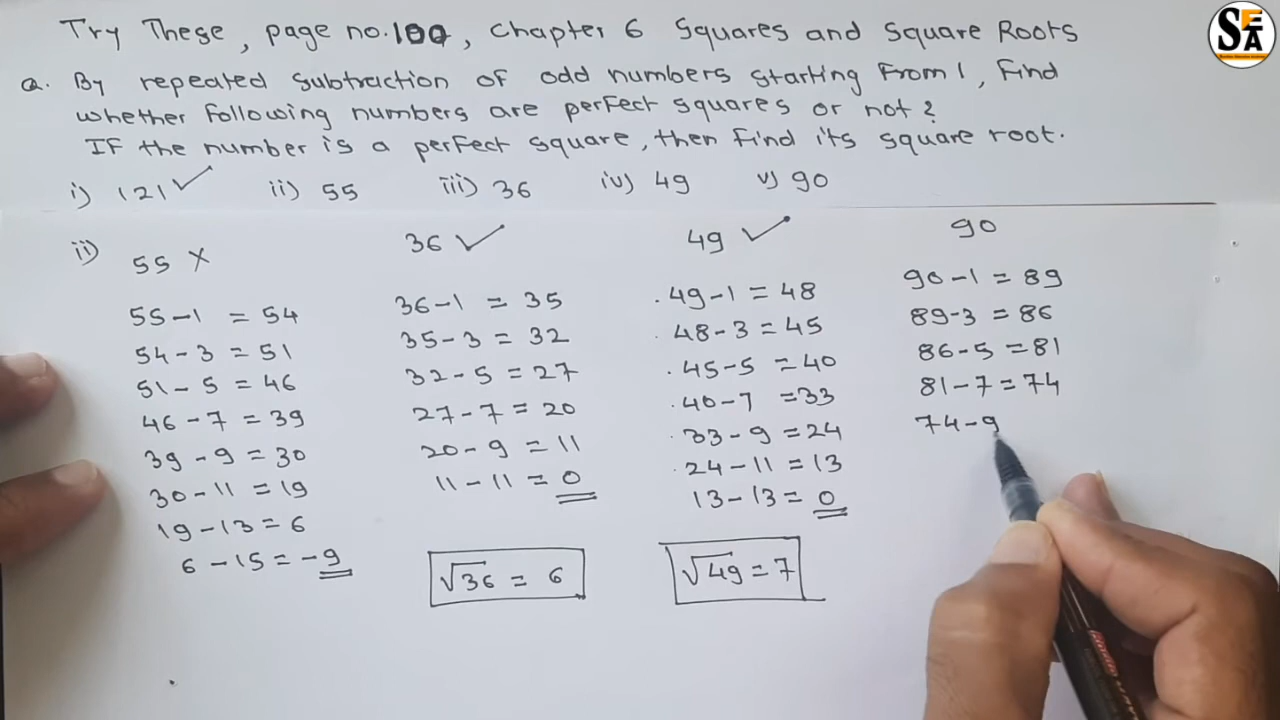 Try These, page no.100, Chapter 6 Squares and Square Roots
Q. By repeated subtraction of odd numbers starting from 1, find
whether following numbers are perfect squares or not?
If the number is a perfect square, then find its square root.
i) 121 ✓ ii) 55 iii) 36 iv) 49 v) 90
ii) 55 ×
55-1 = 54
54-3 = 51
51-5 = 46
46-7 = 39
39-9 = 30
30-11 = 19
19-13 = 6
6-15 = -9
36 ✓
36-1 = 35
35-3 = 32
32-5 = 27
27-7 = 20
20-9 = 11
11-11 = 0
√36 = 6
49 ✓
49-1 = 48
48-3 = 45
45-5 = 40
40-7 = 33
33-9 = 24
24-11 = 13
13-13 = 0
√49 = 7
90
90-1 = 89
89-3 = 86
86-5 = 81
81-7 = 74
74-9
SEFA